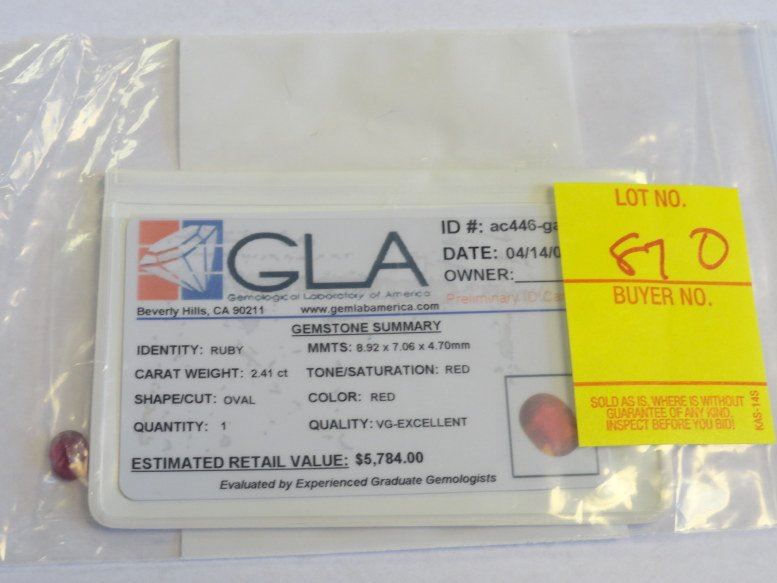 GLA
Gemological Laboratory of America
Beverly Hills, CA 90211 www.gemlabamerica.com
ID #: ac446-ga
DATE: 04/14/0
OWNER:
Preliminary ID Car
GEMSTONE SUMMARY
IDENTITY: RUBY MMTS: 8.92 x 7.06 x 4.70mm
CARAT WEIGHT: 2.41 ct TONE/SATURATION: RED
SHAPE/CUT: OVAL COLOR: RED
QUANTITY: 1 QUALITY: VG-EXCELLENT
ESTIMATED RETAIL VALUE: $5,784.00
Evaluated by Experienced Graduate Gemologists
LOT NO.
870
BUYER NO.
SOLD AS IS, WHERE IS WITHOUT
GUARANTEE OF ANY KIND.
INSPECT BEFORE YOU BID!
KAS-14S